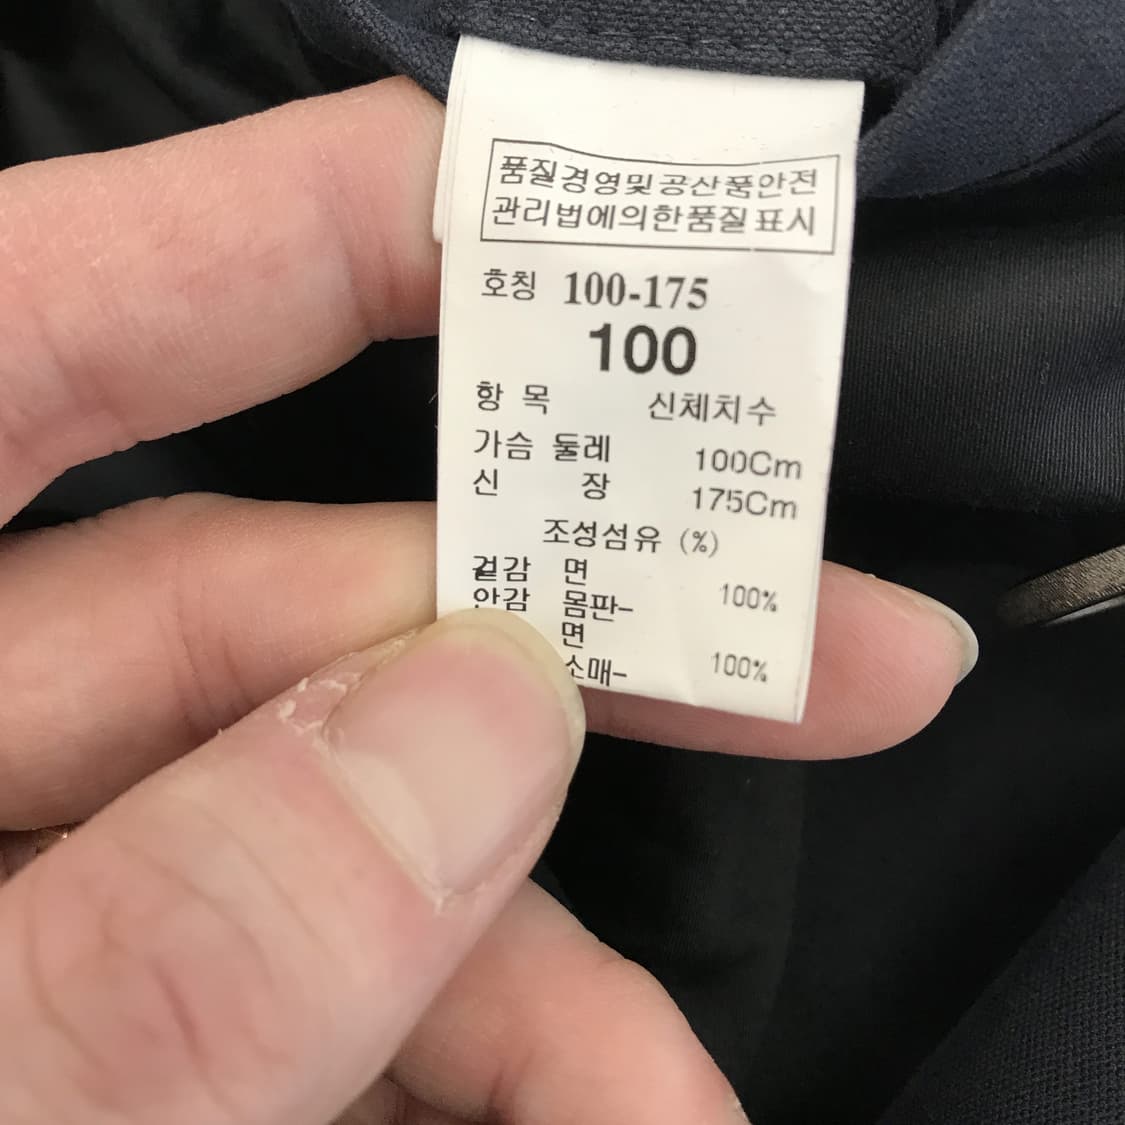 품질경영및공산품안전
관리법에의한품질표시
호칭 100-175
100
항 목 신체치수
가슴 둘레 100Cm
신 장 175Cm
조성섬유 (%)
겉감 면 100%
안감 몸판-
면 100%
소매-